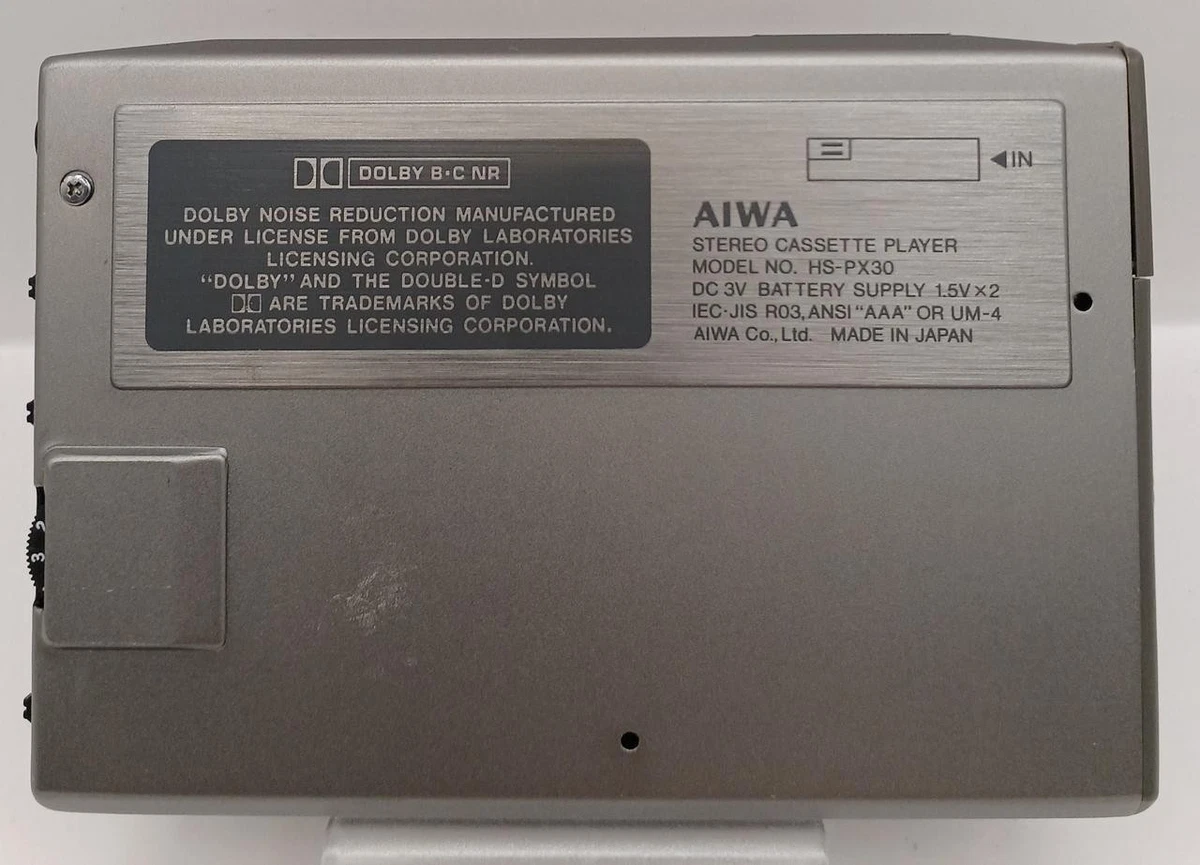 DOLBY B·C NR
DOLBY NOISE REDUCTION MANUFACTURED
UNDER LICENSE FROM DOLBY LABORATORIES
LICENSING CORPORATION.
“DOLBY” AND THE DOUBLE-D SYMBOL
ARE TRADEMARKS OF DOLBY
LABORATORIES LICENSING CORPORATION.
IN
AIWA
STEREO CASSETTE PLAYER
MODEL NO. HS-PX30
DC 3V BATTERY SUPPLY 1.5V×2
IEC·JIS R03, ANSI “AAA” OR UM-4
AIWA Co., Ltd. MADE IN JAPAN
2
3